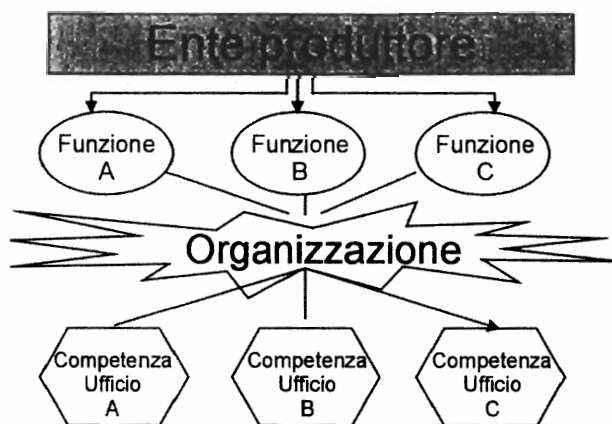 Ente produttore
Funzione
A
Funzione
B
Funzione
C
Organizzazione
Competenza
Ufficio
A
Competenza
Ufficio
B
Competenza
Ufficio
C